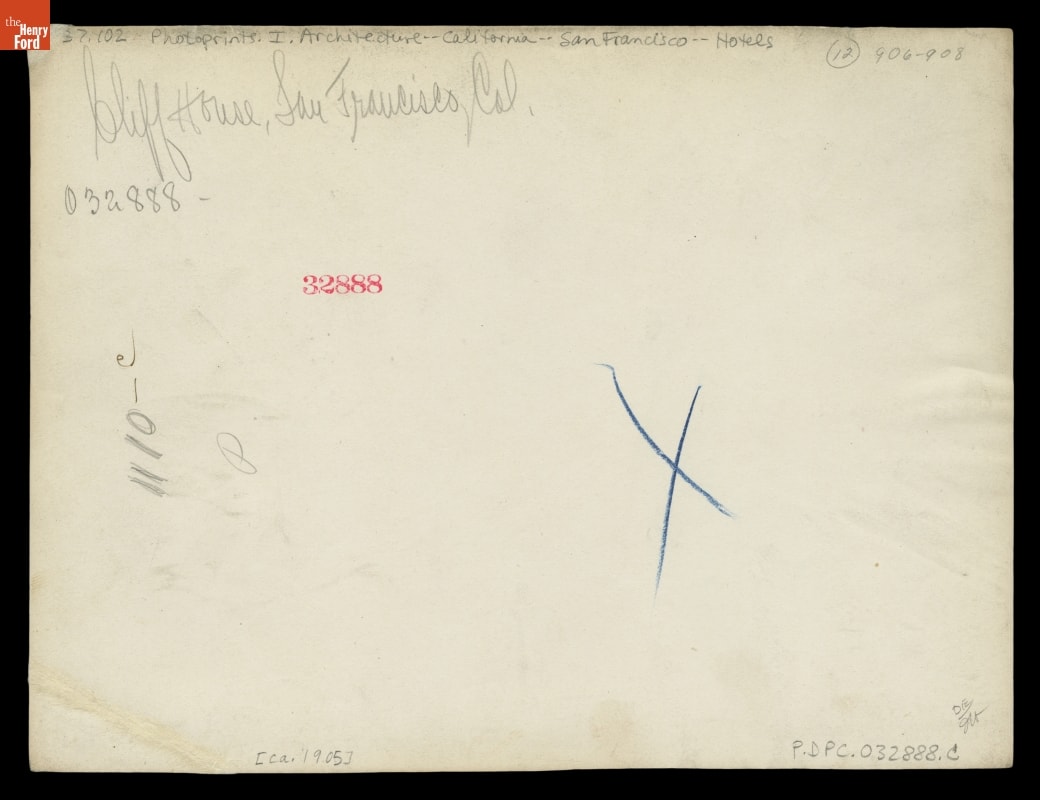 the
Henry
Ford
37.102 Photoprints. I. Architecture--California--San Francisco--Hotels
(12) 906-908
Cliff House, San Francisco, Cal.
032888-
32888
[ca. 1905]
P.DPC.032888.C